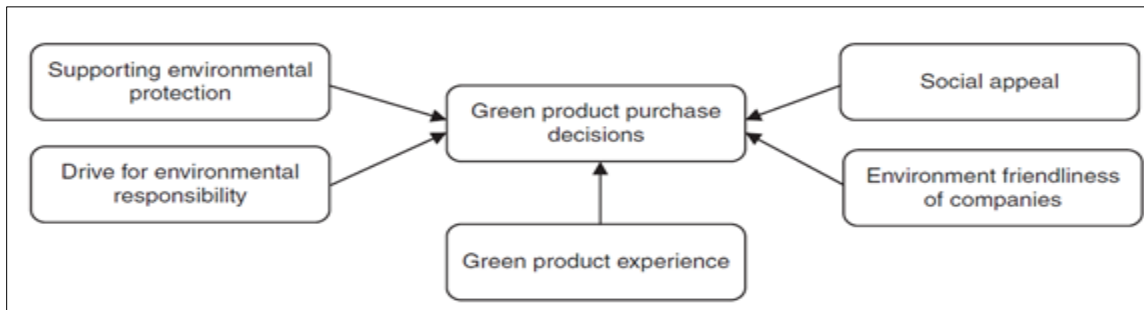 Supporting environmental
protection
Green product purchase
decisions
Social appeal
Drive for environmental
responsibility
Environment friendliness
of companies
Green product experience